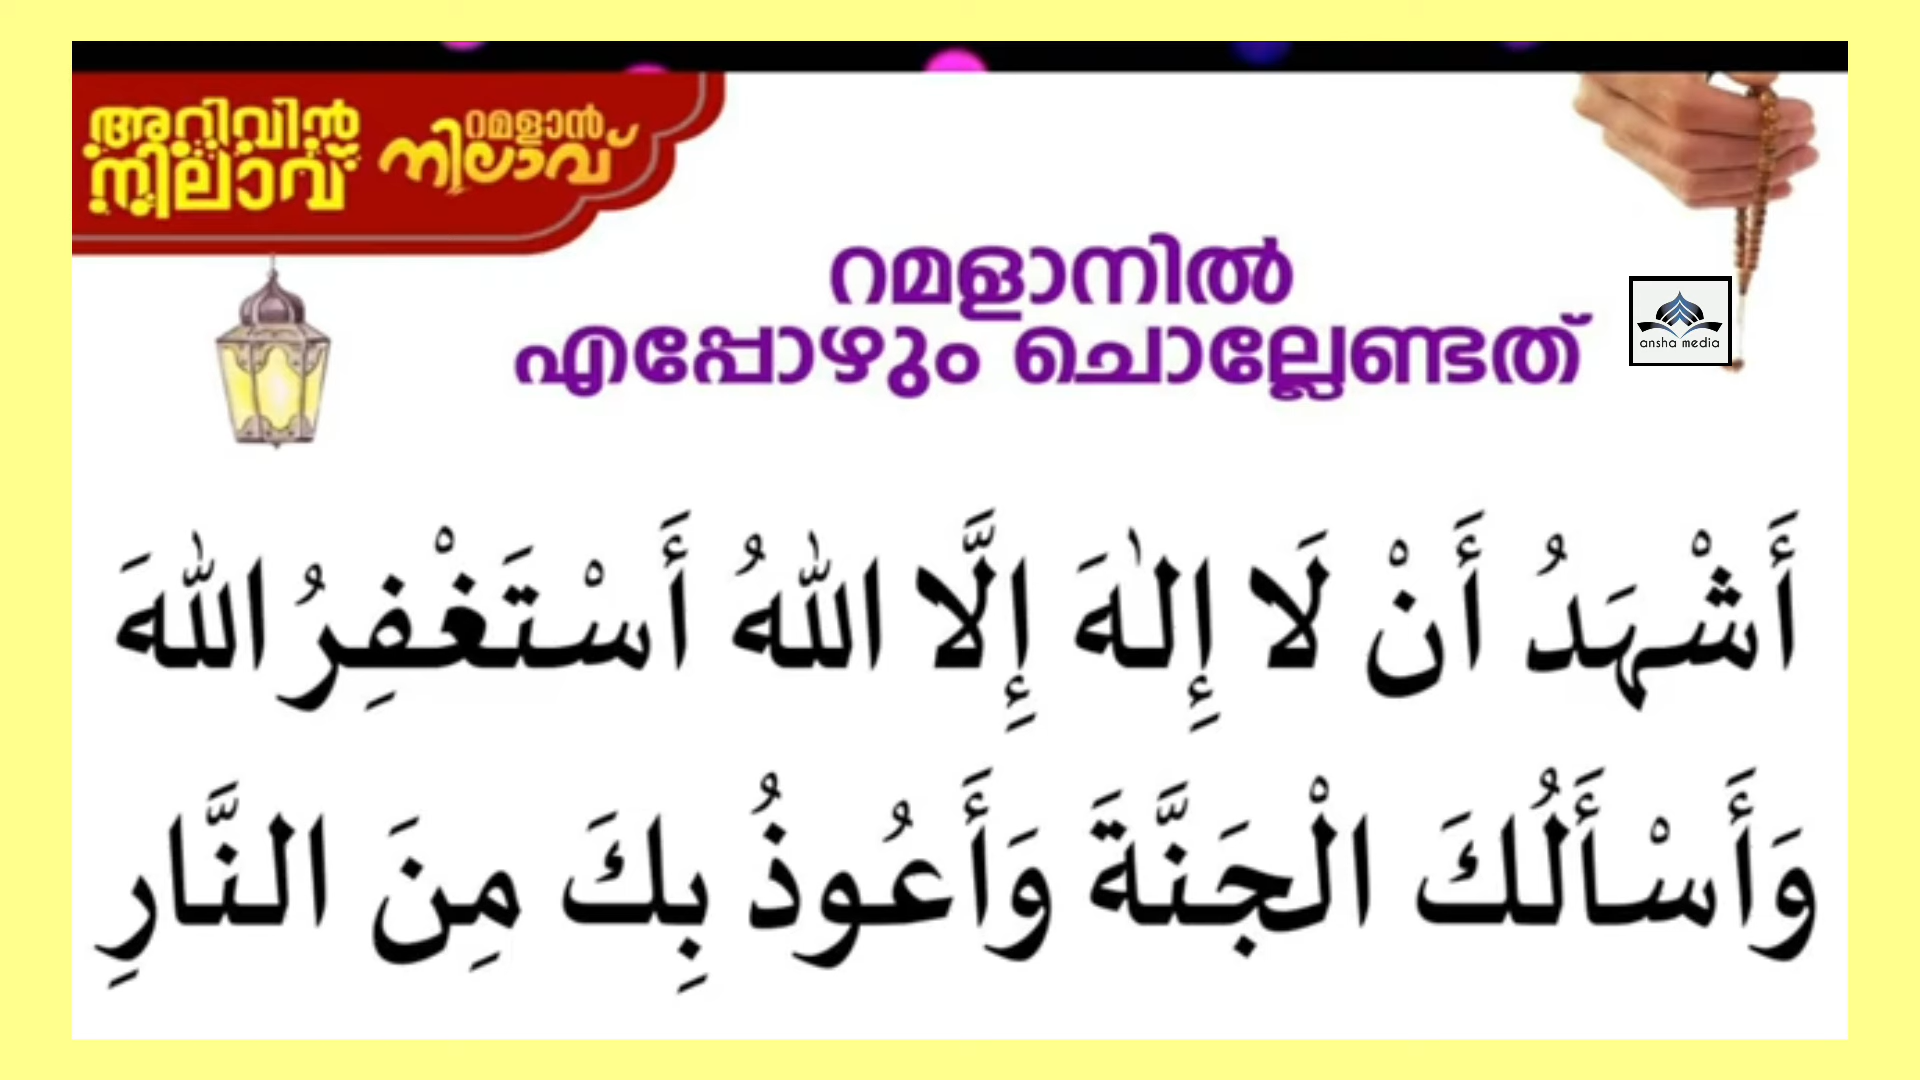 അറിവിൻ
നിലാവ്
റമളാൻ
നിലാവ്
റമളാനിൽ
എപ്പോഴും ചൊല്ലേണ്ടത്
ansha media
أَشْهَدُ أَنْ لَا إِلٰهَ إِلَّا اللهُ أَسْتَغْفِرُ اللهَ
وَأَسْأَلُكَ الْجَنَّةَ وَأَعُوذُ بِكَ مِنَ النَّارِ